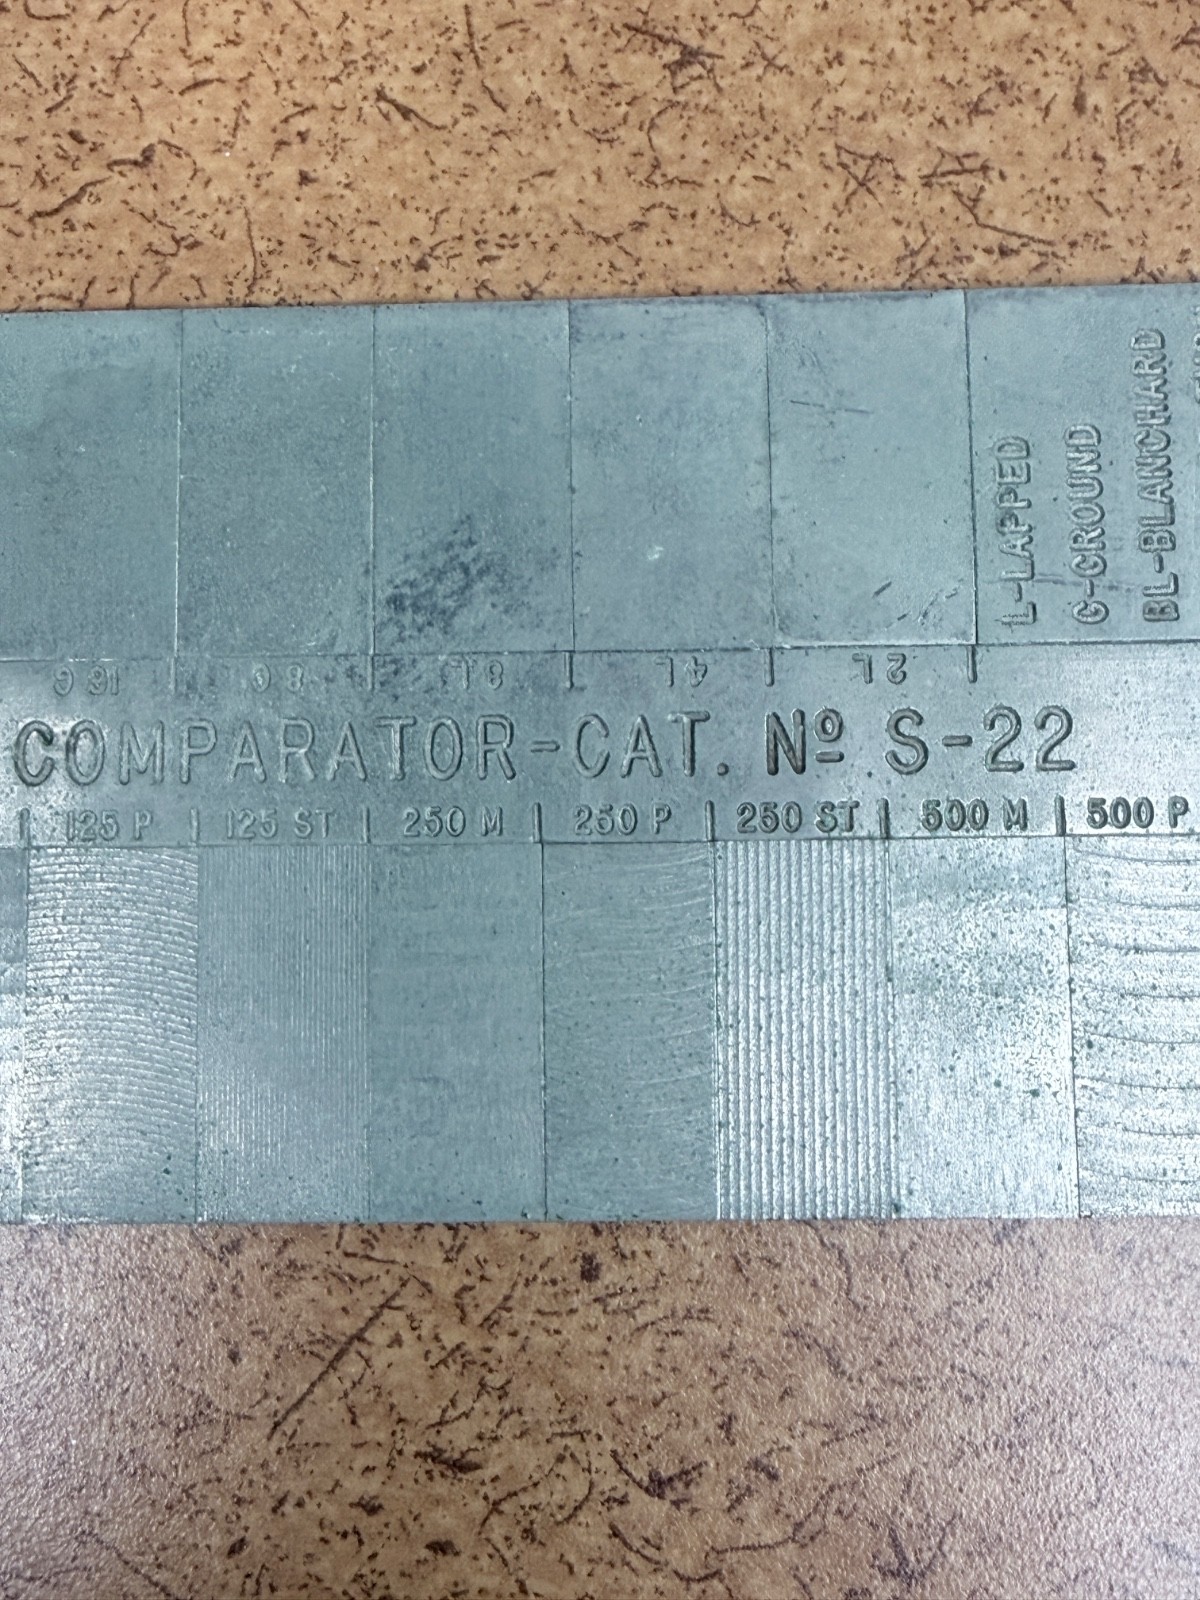 L-LAPPED
G-GROUND
BL-BLANCHARD
16 G 8 G 8 L 4 L 2 L
COMPARATOR-CAT. Nº S-22
125 P 125 ST 250 M 250 P 250 ST 500 M 500 P